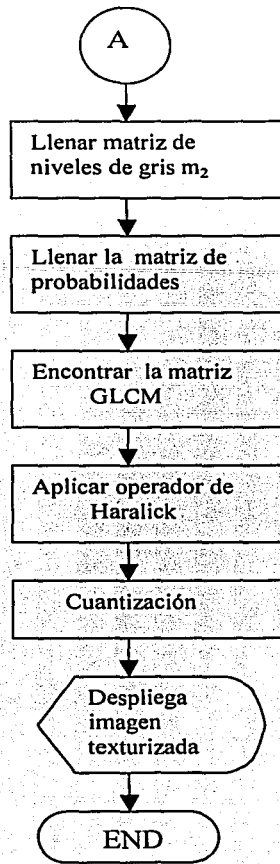 A
Llenar matriz de
niveles de gris m₂
Llenar la matriz de
probabilidades
Encontrar la matriz
GLCM
Aplicar operador de
Haralick
Cuantización
Despliega
imagen
texturizada
END